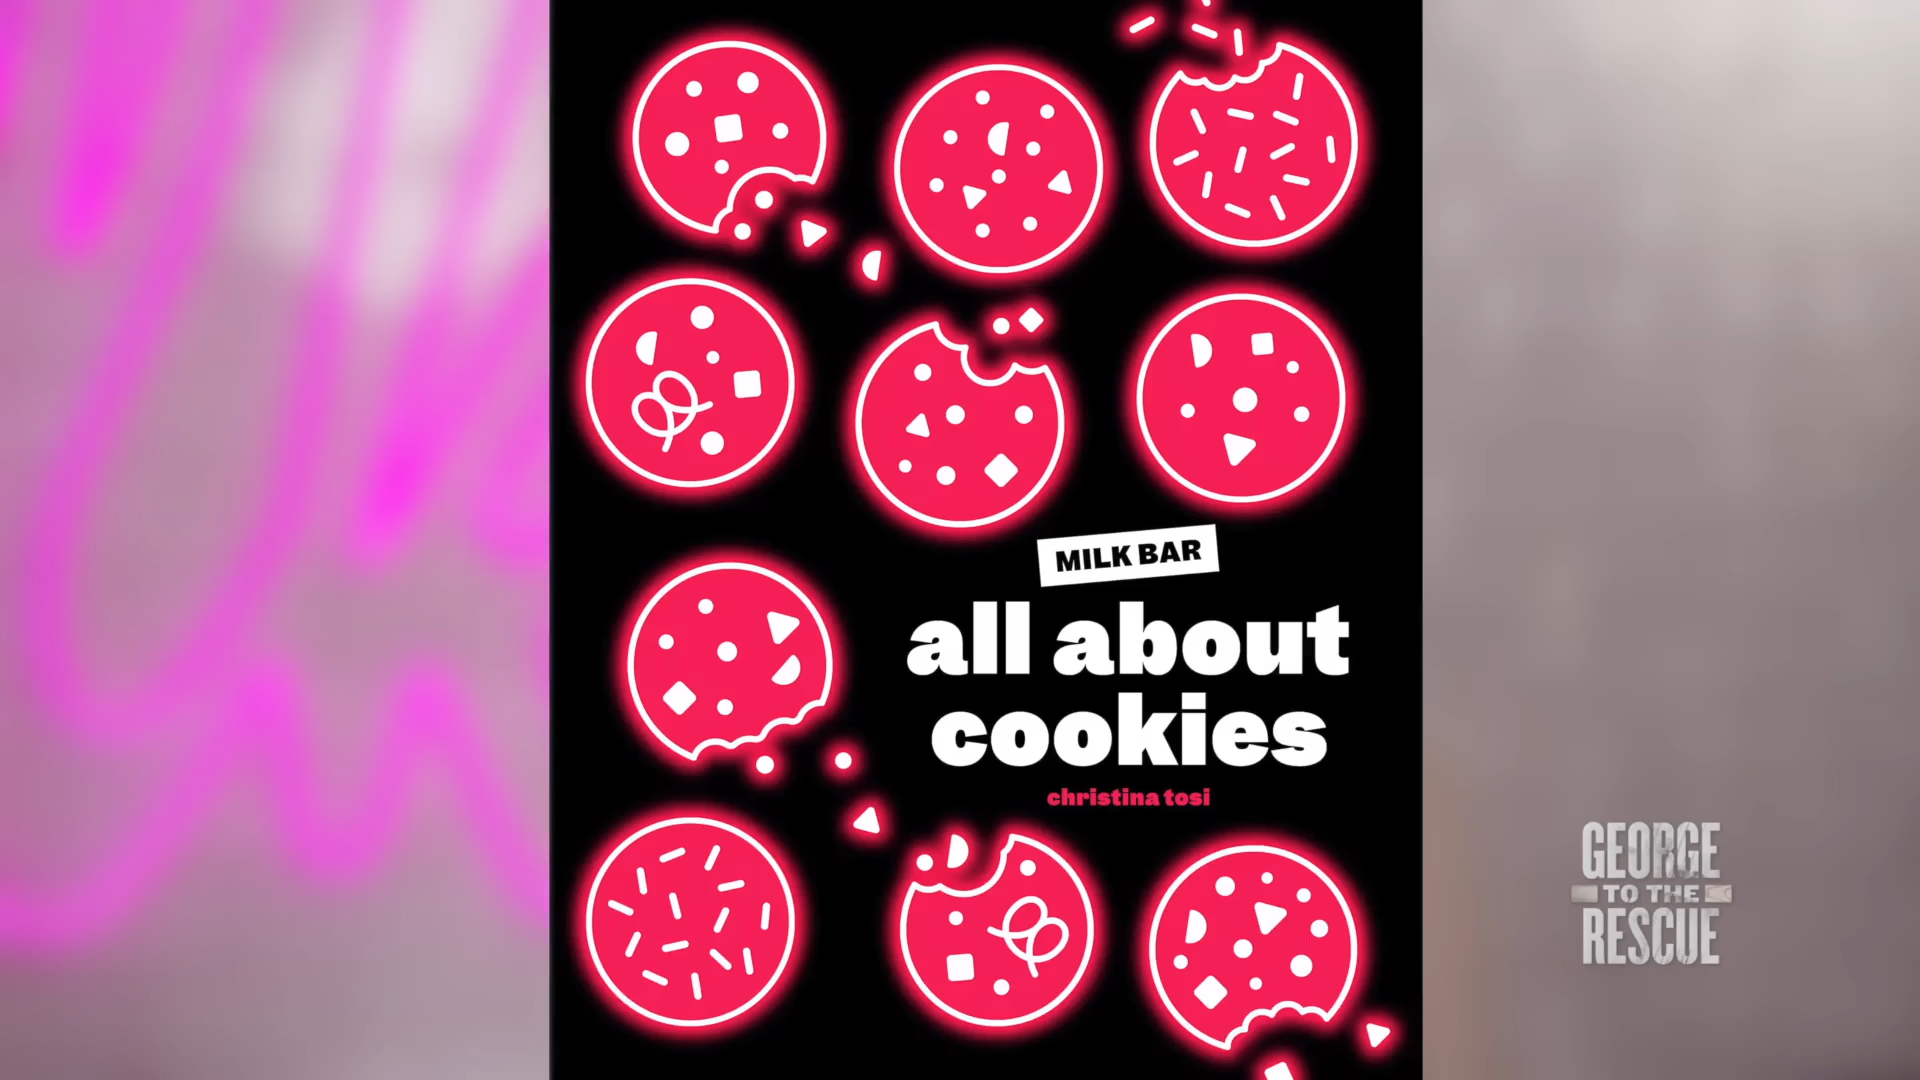 MILK BAR
all about
cookies
christina tosi
GEORGE
TO THE
RESCUE